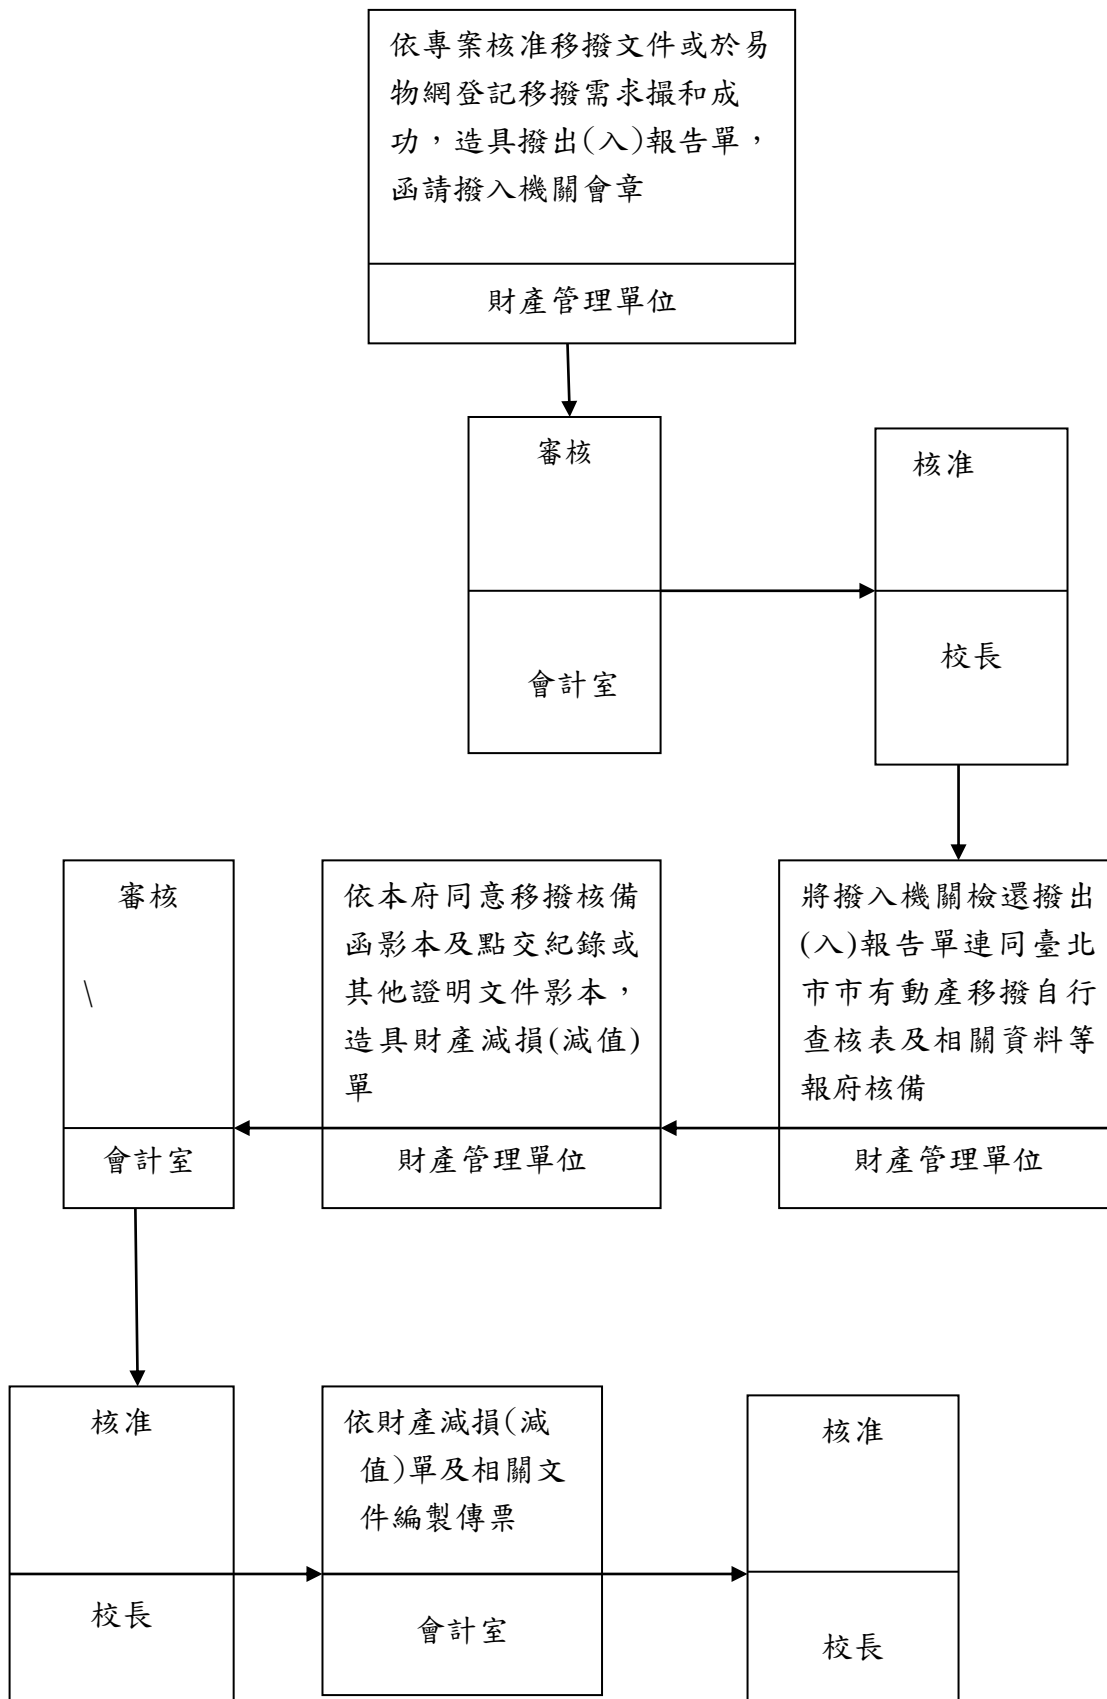 依專案核准移撥文件或於易
物網登記移撥需求撮和成
功，造具撥出(入)報告單，
函請撥入機關會章
財產管理單位
審核
會計室
核准
校長
將撥入機關檢還撥出
(入)報告單連同臺北
市市有動產移撥自行
查核表及相關資料等
報府核備
財產管理單位
依本府同意移撥核備
函影本及點交紀錄或
其他證明文件影本，
造具財產減損(減值)
單
財產管理單位
審核
\
會計室
核准
校長
依財產減損(減
值)單及相關文
件編製傳票
會計室
核准
校長